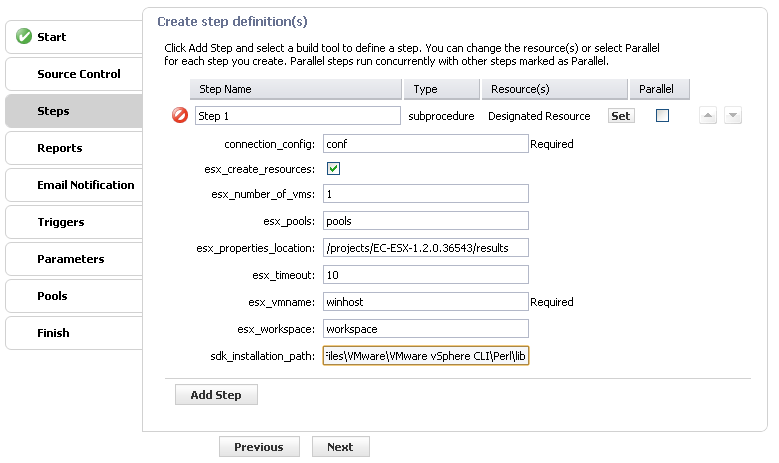 Start
Source Control
Steps
Reports
Email Notification
Triggers
Parameters
Pools
Finish
Create step definition(s)
Click Add Step and select a build tool to define a step. You can change the resource(s) or select Parallel
for each step you create. Parallel steps run concurrently with other steps marked as Parallel.
Step Name Type Resource(s) Parallel
Step 1 subprocedure Designated Resource Set
connection_config: conf Required
esx_create_resources:
esx_number_of_vms: 1
esx_pools: pools
esx_properties_location: /projects/EC-ESX-1.2.0.36543/results
esx_timeout: 10
esx_vmname: winhost Required
esx_workspace: workspace
sdk_installation_path: Files\VMware\VMware vSphere CLI\Perl\lib
Add Step
Previous Next